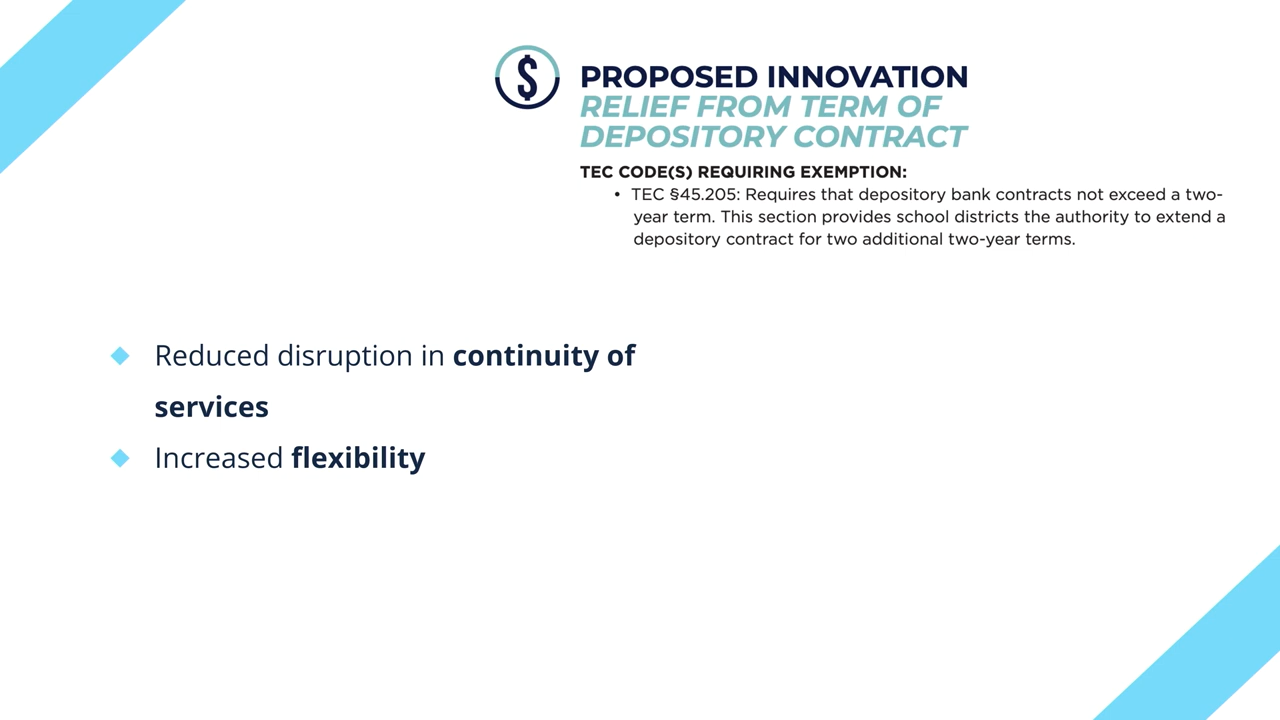 $
PROPOSED INNOVATION
RELIEF FROM TERM OF
DEPOSITORY CONTRACT
TEC CODE(S) REQUIRING EXEMPTION:
• TEC §45.205: Requires that depository bank contracts not exceed a two-
year term. This section provides school districts the authority to extend a
depository contract for two additional two-year terms.
Reduced disruption in continuity of
services
Increased flexibility